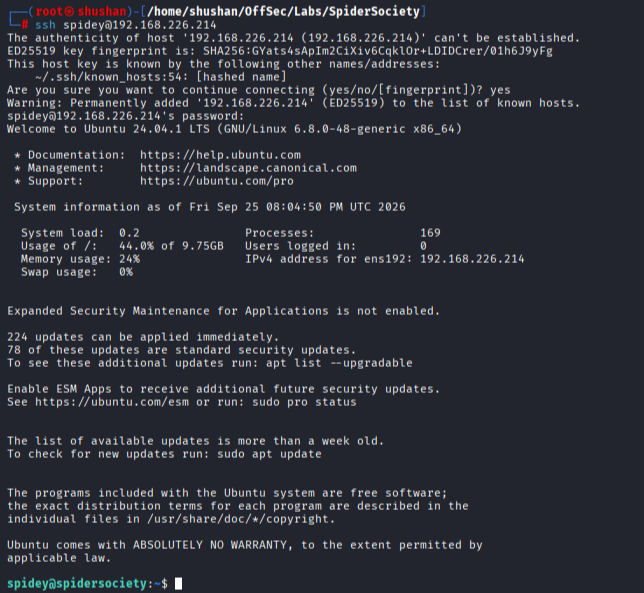 ┌──(root㉿shushan)-[/home/shushan/OffSec/Labs/SpiderSociety]
└─# ssh spidey@192.168.226.214
The authenticity of host '192.168.226.214 (192.168.226.214)' can't be established.
ED25519 key fingerprint is: SHA256:GYats4sApIm2CiXiv6CqklOr+LDIDCrer/01h6J9yFg
This host key is known by the following other names/addresses:
    ~/.ssh/known_hosts:54: [hashed name]
Are you sure you want to continue connecting (yes/no/[fingerprint])? yes
Warning: Permanently added '192.168.226.214' (ED25519) to the list of known hosts.
spidey@192.168.226.214's password:
Welcome to Ubuntu 24.04.1 LTS (GNU/Linux 6.8.0-48-generic x86_64)

 * Documentation:  https://help.ubuntu.com
 * Management:     https://landscape.canonical.com
 * Support:        https://ubuntu.com/pro

 System information as of Fri Sep 25 08:04:50 PM UTC 2026

  System load:  0.2                Processes:               169
  Usage of /:   44.0% of 9.75GB   Users logged in:         0
  Memory usage: 24%                IPv4 address for ens192: 192.168.226.214
  Swap usage:   0%

Expanded Security Maintenance for Applications is not enabled.

224 updates can be applied immediately.
78 of these updates are standard security updates.
To see these additional updates run: apt list --upgradable

Enable ESM Apps to receive additional future security updates.
See https://ubuntu.com/esm or run: sudo pro status

The list of available updates is more than a week old.
To check for new updates run: sudo apt update

The programs included with the Ubuntu system are free software;
the exact distribution terms for each program are described in the
individual files in /usr/share/doc/*/copyright.

Ubuntu comes with ABSOLUTELY NO WARRANTY, to the extent permitted by
applicable law.

spidey@spidersociety:~$